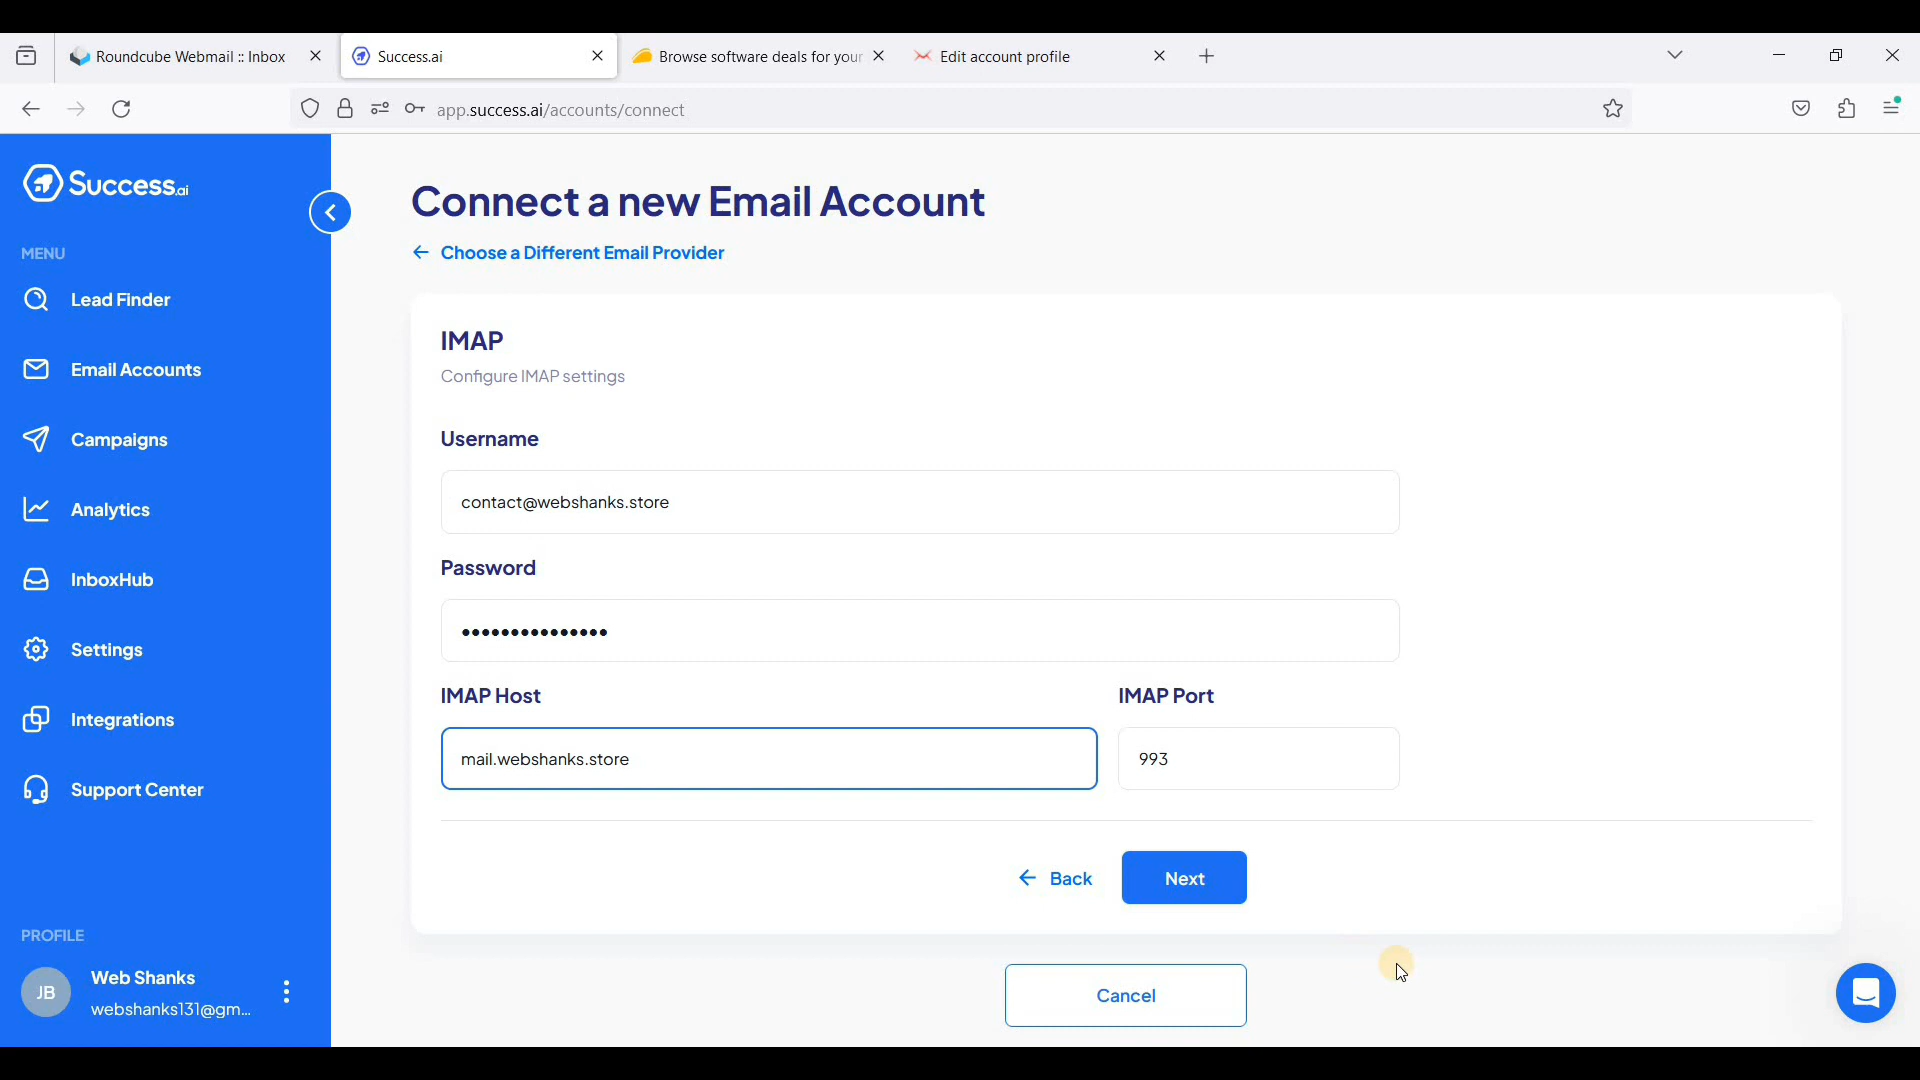 Roundcube Webmail :: Inbox
Success.ai
Browse software deals for your
Edit account profile
app.success.ai/accounts/connect
Success.ai
MENU
Lead Finder
Email Accounts
Campaigns
Analytics
InboxHub
Settings
Integrations
Support Center
PROFILE
JB
Web Shanks
webshanks131@gm...
Connect a new Email Account
Choose a Different Email Provider
IMAP
Configure IMAP settings
Username
contact@webshanks.store
Password
•••••••••••••••
IMAP Host
IMAP Port
mail.webshanks.store
993
Back
Next
Cancel